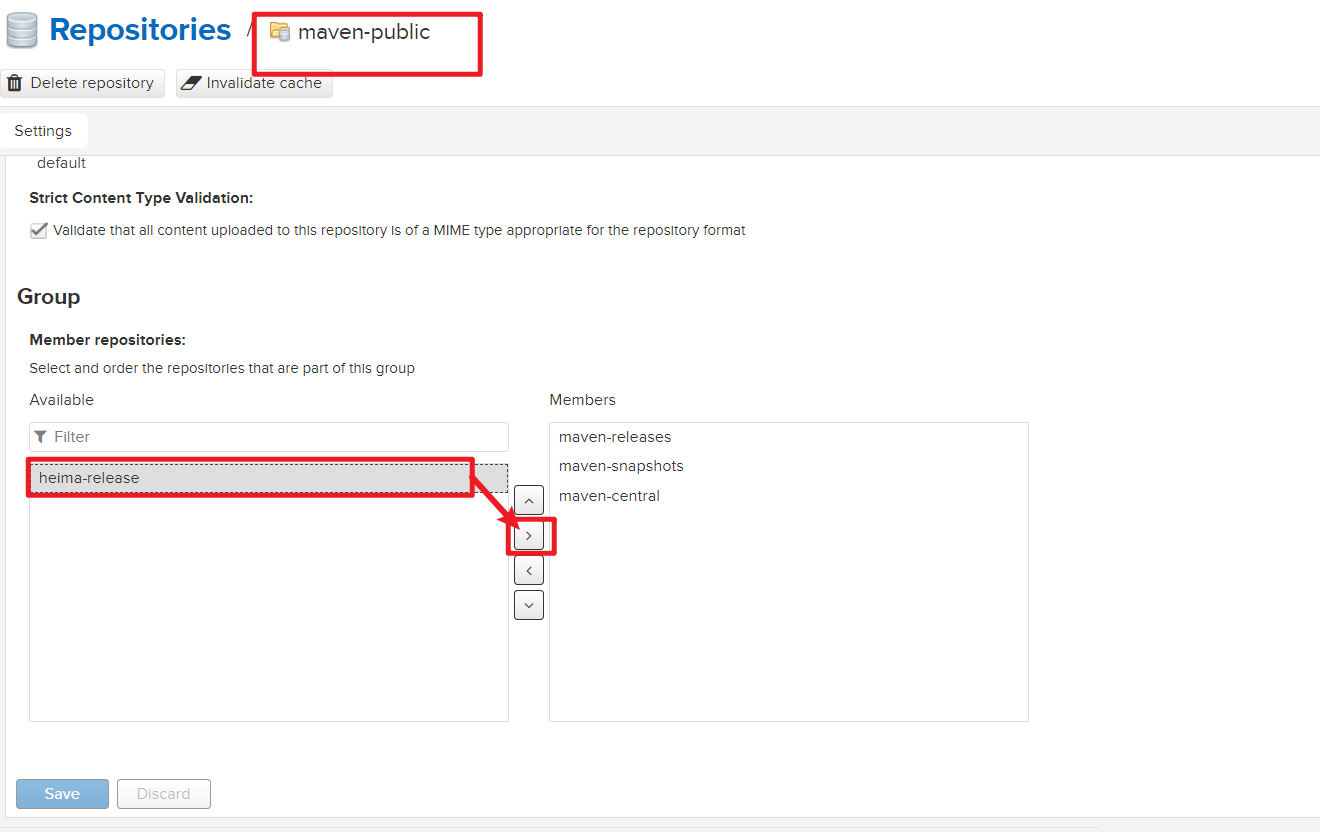 Repositories / maven-public
Delete repository Invalidate cache
Settings
default
Strict Content Type Validation:
Validate that all content uploaded to this repository is of a MIME type appropriate for the repository format
Group
Member repositories:
Select and order the repositories that are part of this group
Available Members
Filter maven-releases
heima-release maven-snapshots
maven-central
Save Discard